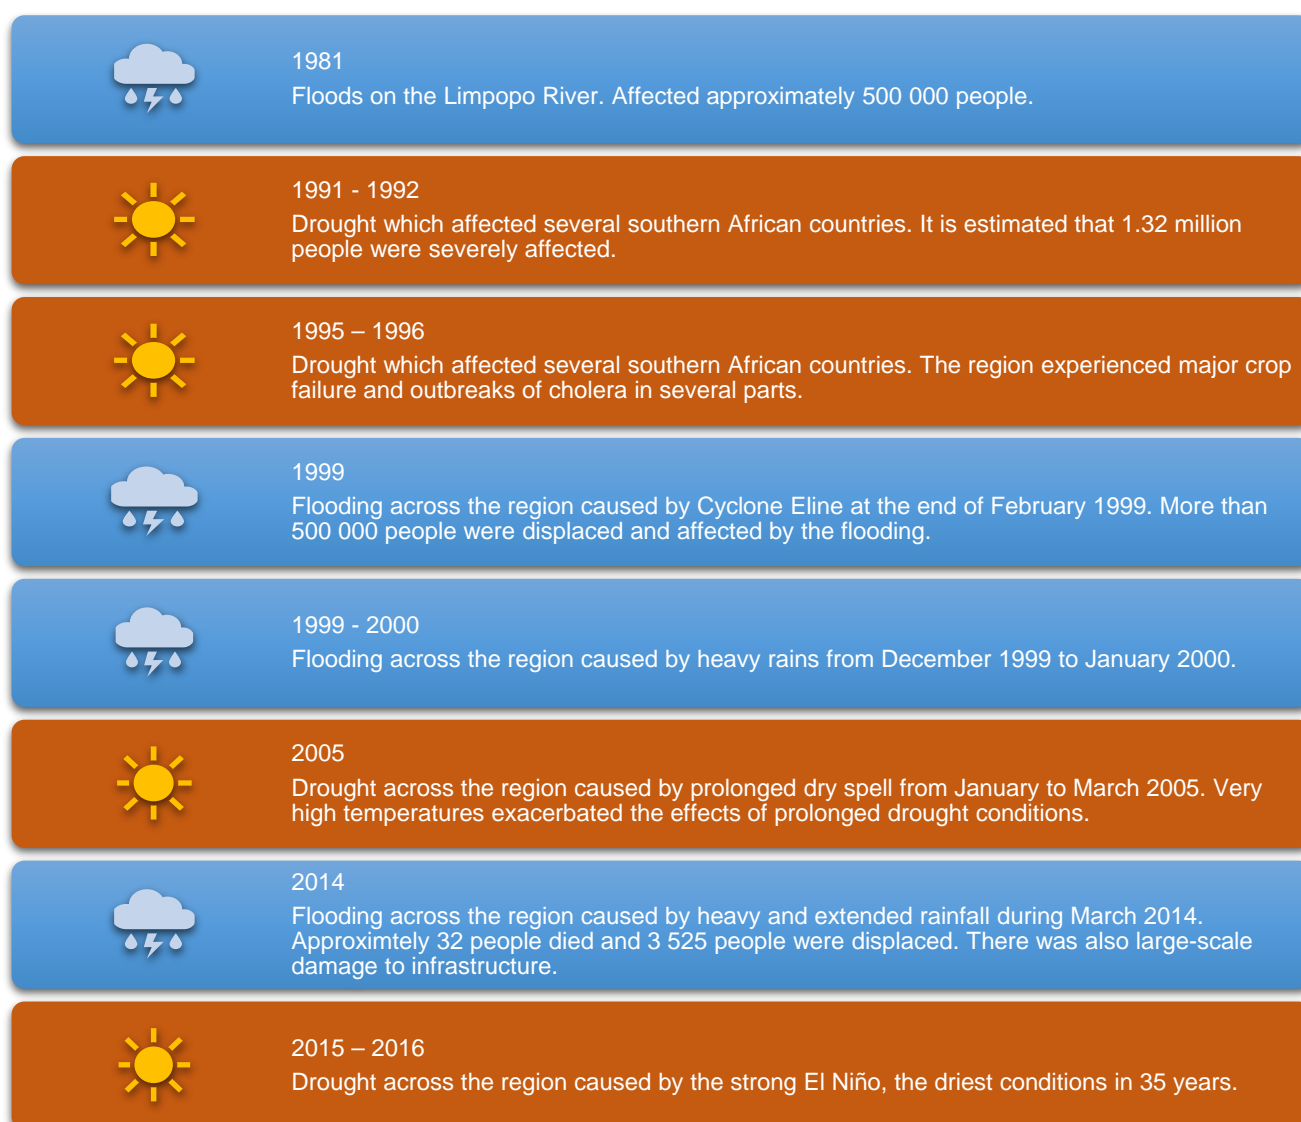 1981
Floods on the Limpopo River. Affected approximately 500 000 people.
1991 - 1992
Drought which affected several southern African countries. It is estimated that 1.32 million
people were severely affected.
1995 – 1996
Drought which affected several southern African countries. The region experienced major crop
failure and outbreaks of cholera in several parts.
1999
Flooding across the region caused by Cyclone Eline at the end of February 1999. More than
500 000 people were displaced and affected by the flooding.
1999 - 2000
Flooding across the region caused by heavy rains from December 1999 to January 2000.
2005
Drought across the region caused by prolonged dry spell from January to March 2005. Very
high temperatures exacerbated the effects of prolonged drought conditions.
2014
Flooding across the region caused by heavy and extended rainfall during March 2014.
Approximtely 32 people died and 3 525 people were displaced. There was also large-scale
damage to infrastructure.
2015 – 2016
Drought across the region caused by the strong El Niño, the driest conditions in 35 years.